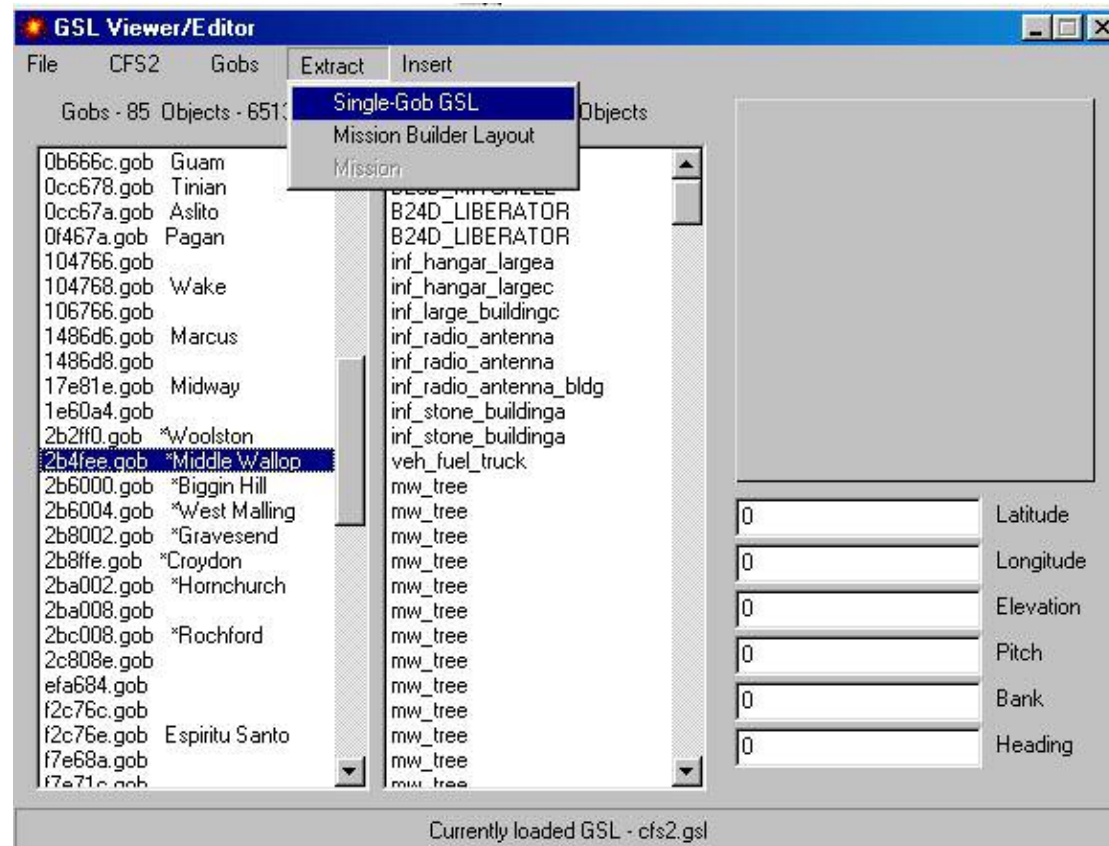 GSL Viewer/Editor
File CFS2 Gobs Extract Insert
Single-Gob GSL
Mission Builder Layout
Mission
Gobs - 85 Objects - 651
Objects
0b666c.gob Guam
0cc678.gob Tinian
0cc67a.gob Aslito
0f467a.gob Pagan
104766.gob
104768.gob Wake
106766.gob
1486d6.gob Marcus
1486d8.gob
17e81e.gob Midway
1e60a4.gob
2b2ff0.gob *Woolston
2b4fee.gob *Middle Wallop
2b6000.gob *Biggin Hill
2b6004.gob *West Malling
2b8002.gob *Gravesend
2b8ffe.gob *Croydon
2ba002.gob *Hornchurch
2ba008.gob
2bc008.gob *Rochford
2c808e.gob
efa684.gob
f2c76c.gob
f2c76e.gob Espiritu Santo
f7e68a.gob
f7e71c.gob
B24D_LIBERATOR
B24D_LIBERATOR
inf_hangar_largea
inf_hangar_largec
inf_large_buildingc
inf_radio_antenna
inf_radio_antenna
inf_radio_antenna_bldg
inf_stone_buildinga
inf_stone_buildinga
veh_fuel_truck
mw_tree
mw_tree
mw_tree
mw_tree
mw_tree
mw_tree
mw_tree
mw_tree
mw_tree
mw_tree
mw_tree
mw_tree
mw_tree
0 Latitude
0 Longitude
0 Elevation
0 Pitch
0 Bank
0 Heading
Currently loaded GSL - cfs2.gsl